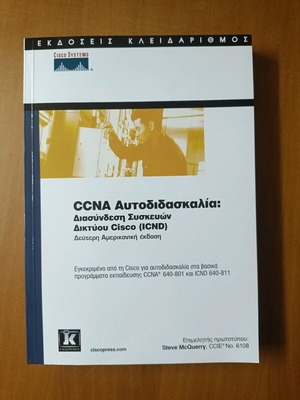 ΕΚΔΟΣΕΙΣ ΚΛΕΙΔΑΡΙΘΜΟΣ
CISCO SYSTEMS
CCNA Αυτοδιδασκαλία:
Διασύνδεση Συσκευών
Δικτύου Cisco (ICND)
Δεύτερη Αμερικανική έκδοση
Εγκεκριμένο από τη Cisco για αυτοδιδασκαλία στα βασικά
προγράμματα εκπαίδευσης CCNA® 640-801 και ICND 640-811
κ
ciscopress.com
Επιμελητής πρωτοτύπου:
Steve McQuerry, CCIE® No. 6108